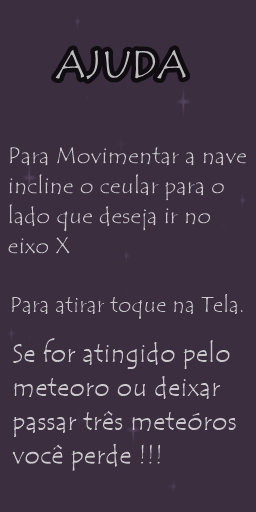 AJUDA
Para Movimentar a nave
incline o ceular para o
lado que deseja ir no
eixo X
Para atirar toque na Tela.
Se for atingido pelo
meteoro ou deixar
passar três meteóros
você perde !!!